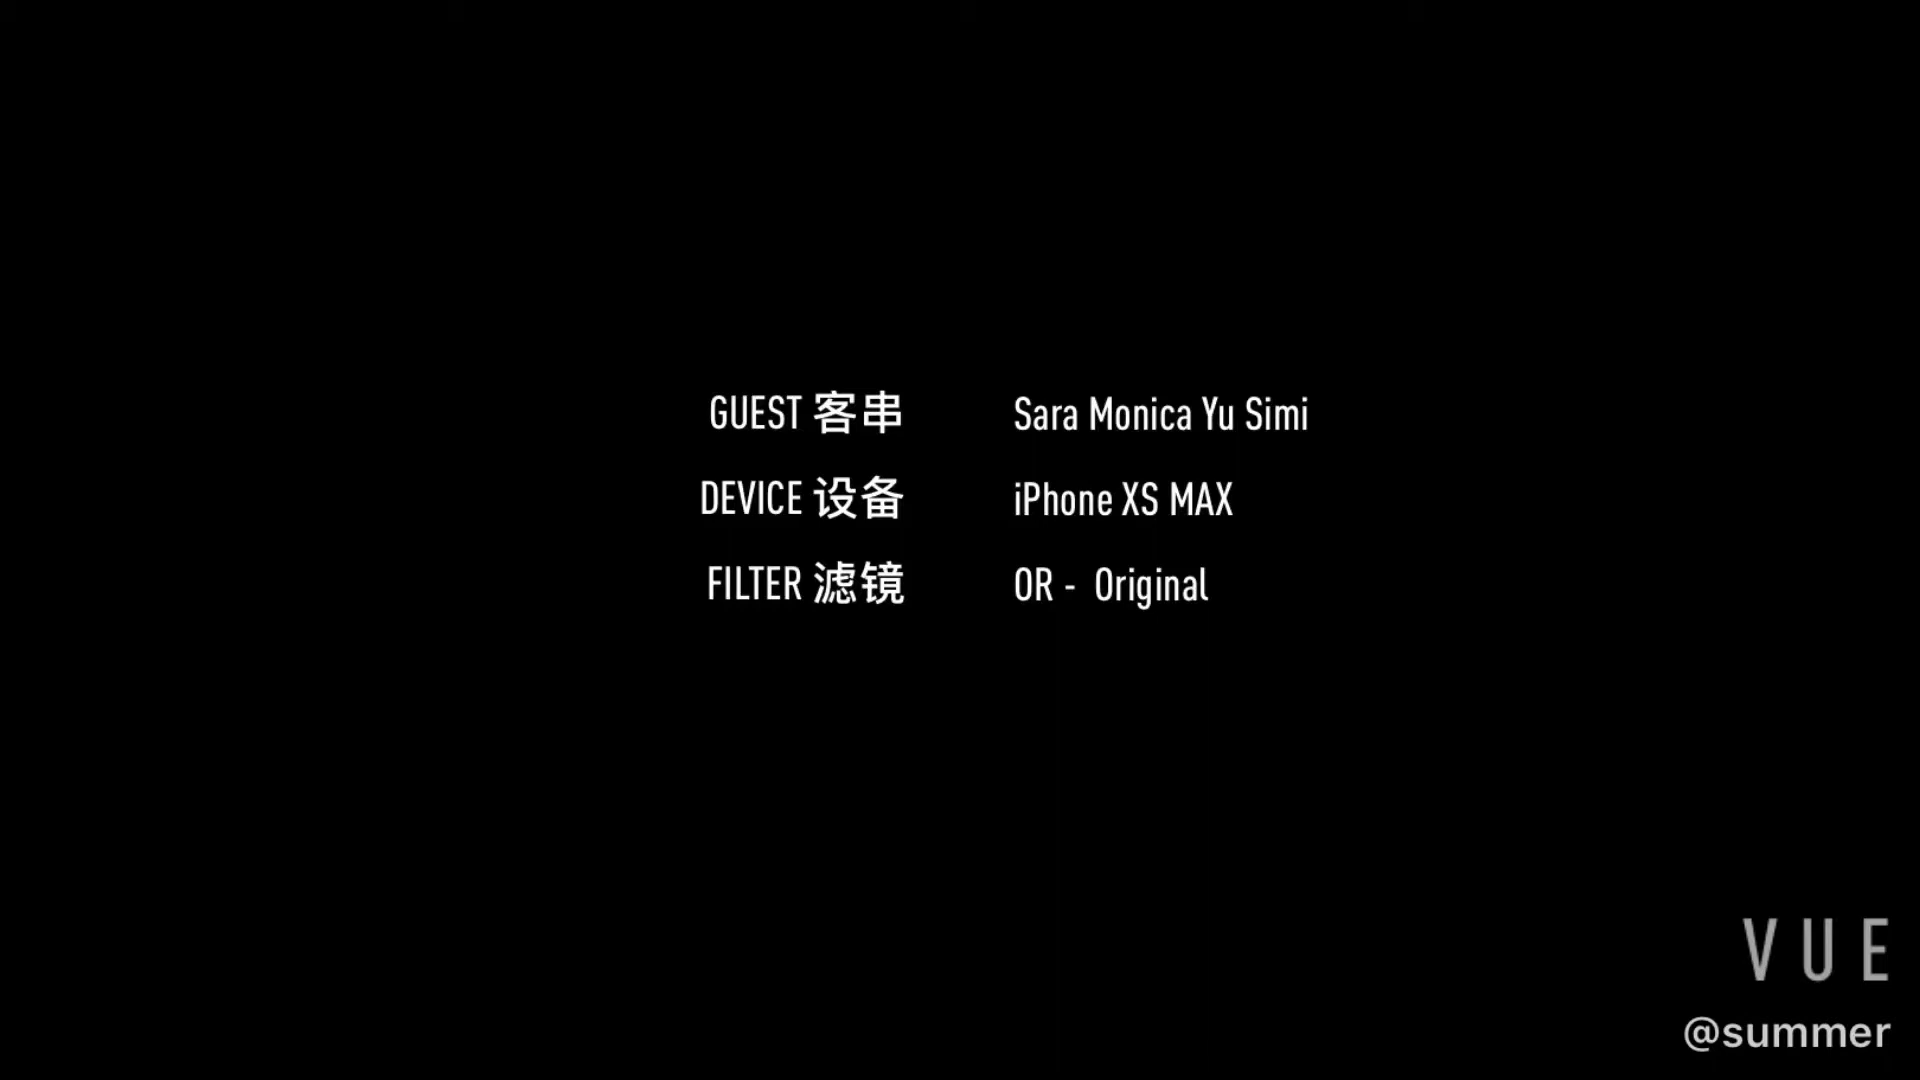 GUEST 客串 Sara Monica Yu Simi
DEVICE 设备 iPhone XS MAX
FILTER 滤镜 OR - Original
VUE
@summer